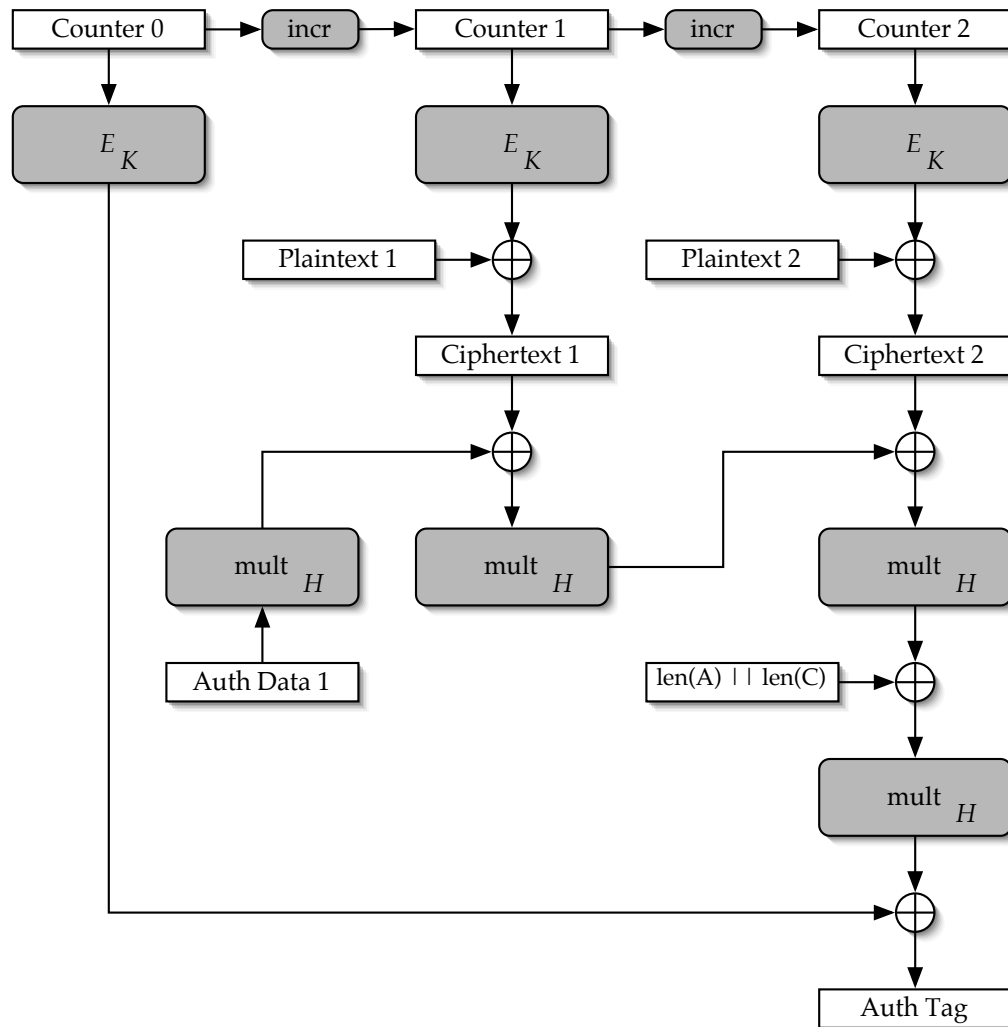 Counter 0
incr
Counter 1
incr
Counter 2
E K
E K
E K
Plaintext 1
Plaintext 2
Ciphertext 1
Ciphertext 2
mult H
mult H
mult H
Auth Data 1
len(A) || len(C)
mult H
Auth Tag